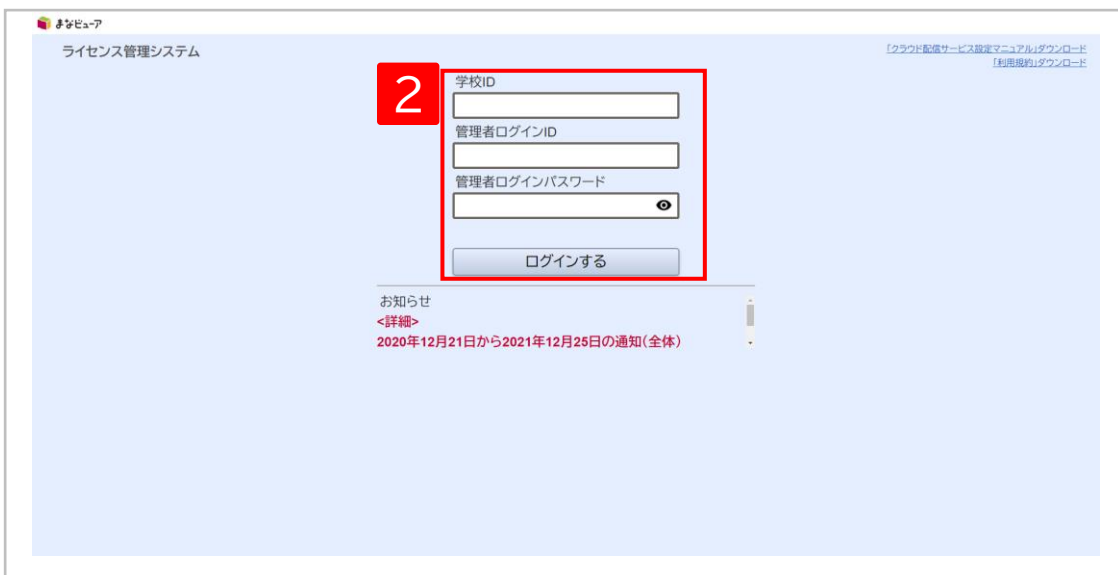 まなビューア
ライセンス管理システム
「クラウド配信サービス設定マニュアル」ダウンロード
「利用規約」ダウンロード
2
学校ID
管理者ログインID
管理者ログインパスワード
ログインする
お知らせ
<詳細>
2020年12月21日から2021年12月25日の通知(全体)